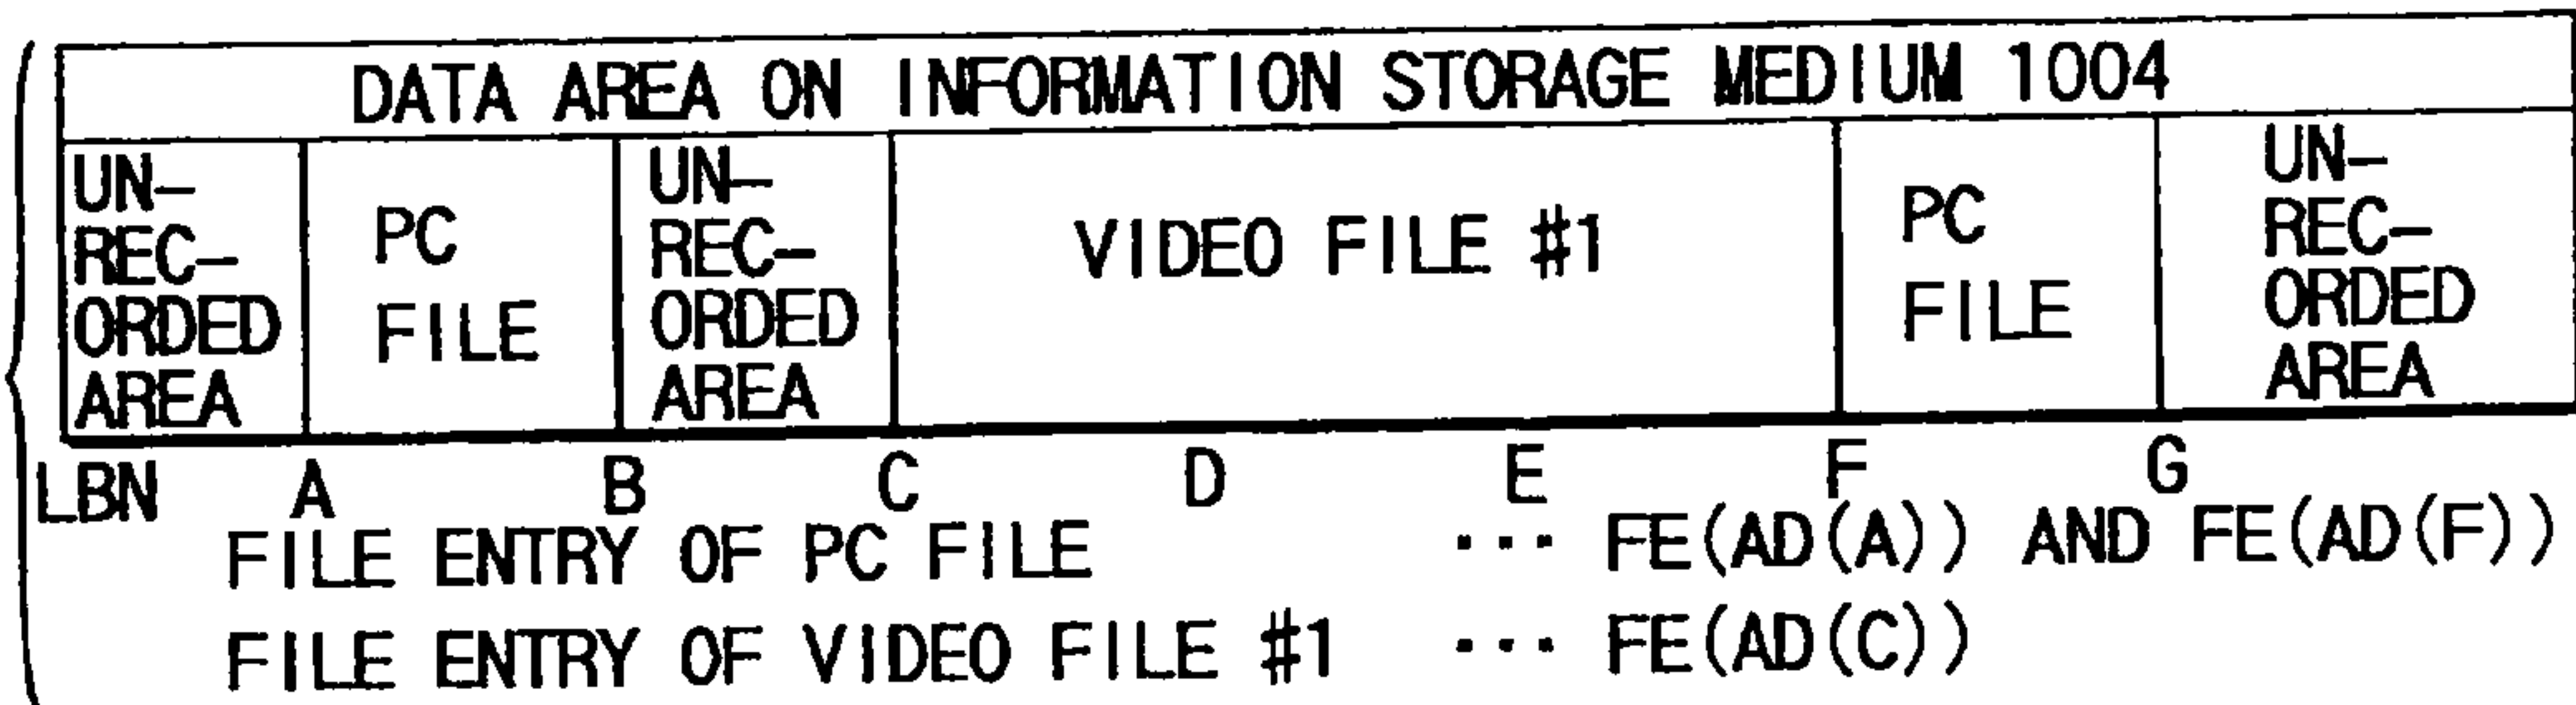 DATA AREA ON INFORMATION STORAGE MEDIUM 1004
UN-
REC-
ORDED
AREA
PC
FILE
UN-
REC-
ORDED
AREA
VIDEO FILE #1
PC
FILE
UN-
REC-
ORDED
AREA
LBN A B C D E F G
FILE ENTRY OF PC FILE ··· FE(AD(A)) AND FE(AD(F))
FILE ENTRY OF VIDEO FILE #1 ··· FE(AD(C))